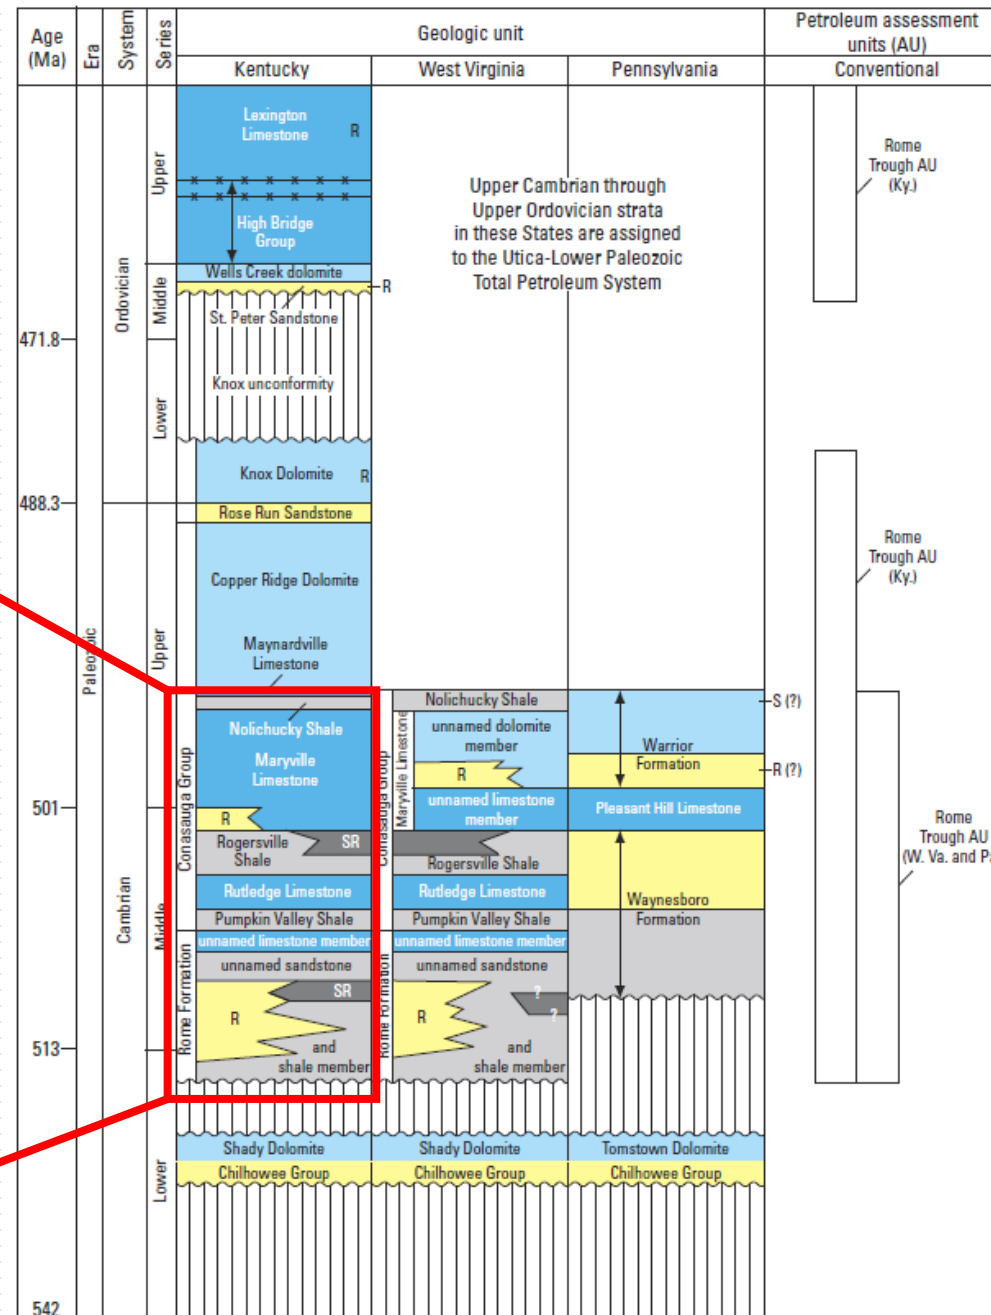 Age
(Ma)
Era
System
Series
Geologic unit
Petroleum assessment
units (AU)
Kentucky
West Virginia
Pennsylvania
Conventional
Paleozoic
Ordovician
Cambrian
Upper
Middle
Lower
Upper
Middle
Lower
471.8
488.3
501
513
542
Lexington
Limestone
R
x x x x x x x
x x x x x x x
High Bridge
Group
Wells Creek dolomite
R
St. Peter Sandstone
Knox unconformity
Knox Dolomite
R
Rose Run Sandstone
Copper Ridge Dolomite
Maynardville
Limestone
Conasauga Group
Nolichucky Shale
Maryville
Limestone
R
Rogersville
Shale
SR
Rutledge Limestone
Pumpkin Valley Shale
Rome Formation
unnamed limestone member
unnamed sandstone
SR
R
and
shale member
Shady Dolomite
Chilhowee Group
Upper Cambrian through
Upper Ordovician strata
in these States are assigned
to the Utica-Lower Paleozoic
Total Petroleum System
Conasauga Group
Nolichucky Shale
Maryville Limestone
unnamed dolomite
member
R
unnamed limestone
member
Rogersville Shale
Rutledge Limestone
Pumpkin Valley Shale
Rome Formation
unnamed limestone member
unnamed sandstone
?
?
R
and
shale member
Shady Dolomite
Chilhowee Group
S (?)
Warrior
Formation
R (?)
Pleasant Hill Limestone
Waynesboro
Formation
Tomstown Dolomite
Chilhowee Group
Rome
Trough AU
(Ky.)
Rome
Trough AU
(Ky.)
Rome
Trough AU
(W. Va. and P